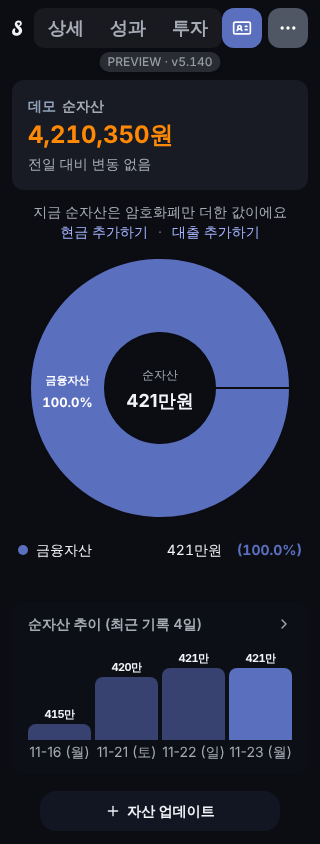 상세 성과 투자
PREVIEW · v5.140
데모 순자산
4,210,350원
전일 대비 변동 없음
지금 순자산은 암호화폐만 더한 값이에요
현금 추가하기 · 대출 추가하기
금융자산
100.0%
순자산
421만원
금융자산 421만원 (100.0%)
순자산 추이 (최근 기록 4일)
415만 420만 421만 421만
11-16 (월) 11-21 (토) 11-22 (일) 11-23 (월)
+ 자산 업데이트